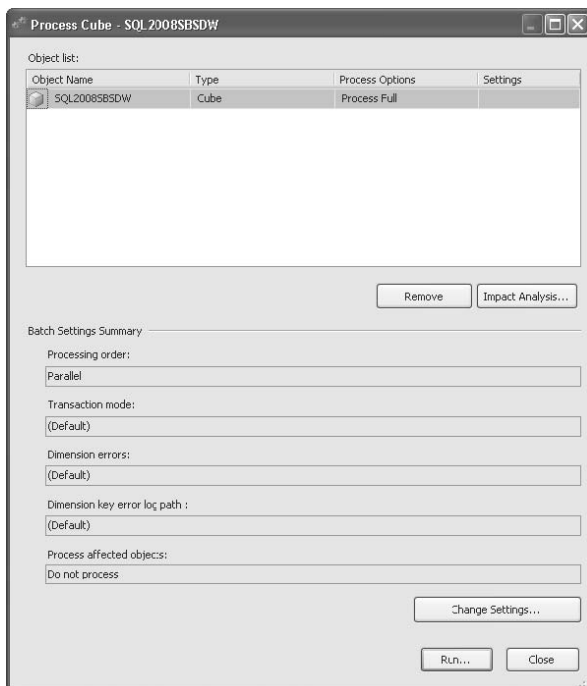 Process Cube - SQL2008SBSDW
Object list:
Object Name Type Process Options Settings
SQL2008SBSDW Cube Process Full
Remove Impact Analysis...
Batch Settings Summary
Processing order:
Parallel
Transaction mode:
(Default)
Dimension errors:
(Default)
Dimension key error log path :
(Default)
Process affected objects:
Do not process
Change Settings...
Run... Close